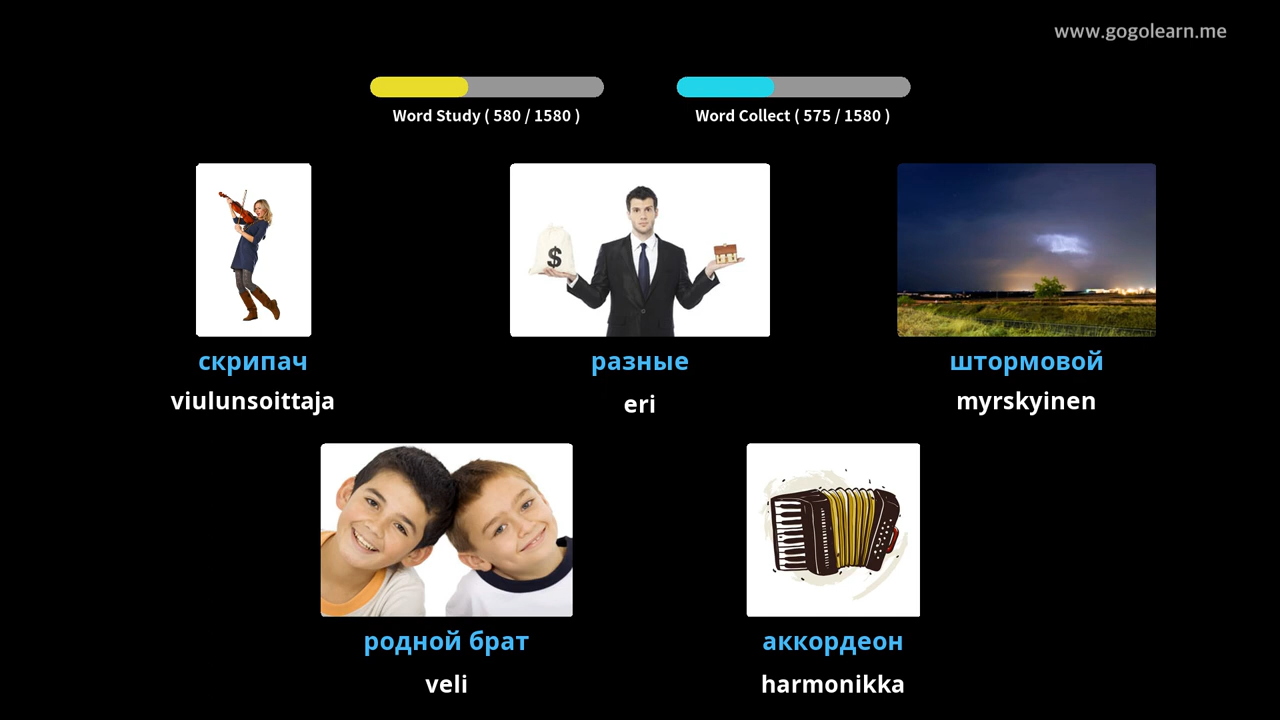 www.gogolearn.me
Word Study ( 580 / 1580 )
Word Collect ( 575 / 1580 )
$
скрипач
разные
штормовой
viulunsoittaja
eri
myrskyinen
родной брат
аккордеон
veli
harmonikka